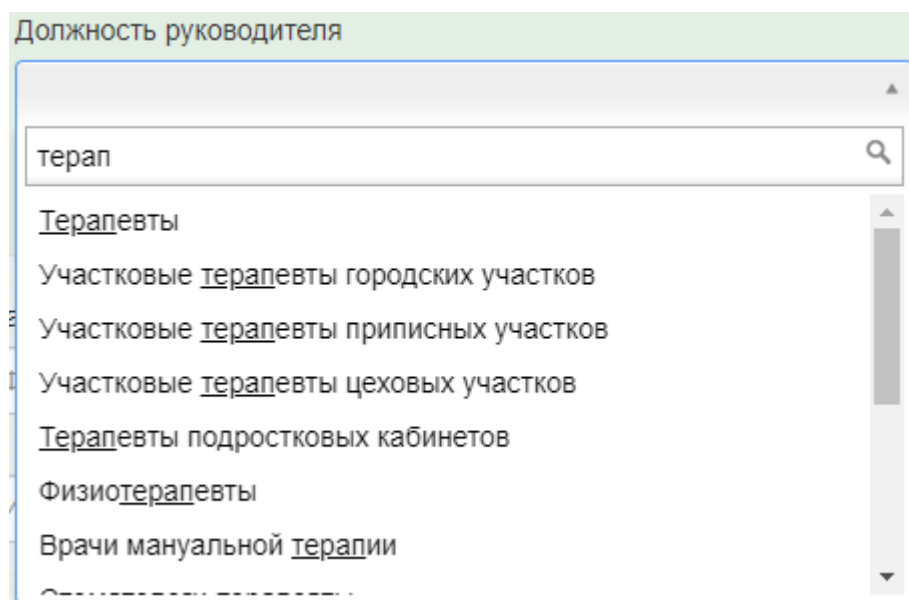 Должность руководителя
терап
Терапевты
Участковые терапевты городских участков
Участковые терапевты приписных участков
Участковые терапевты цеховых участков
Терапевты подростковых кабинетов
Физиотерапевты
Врачи мануальной терапии